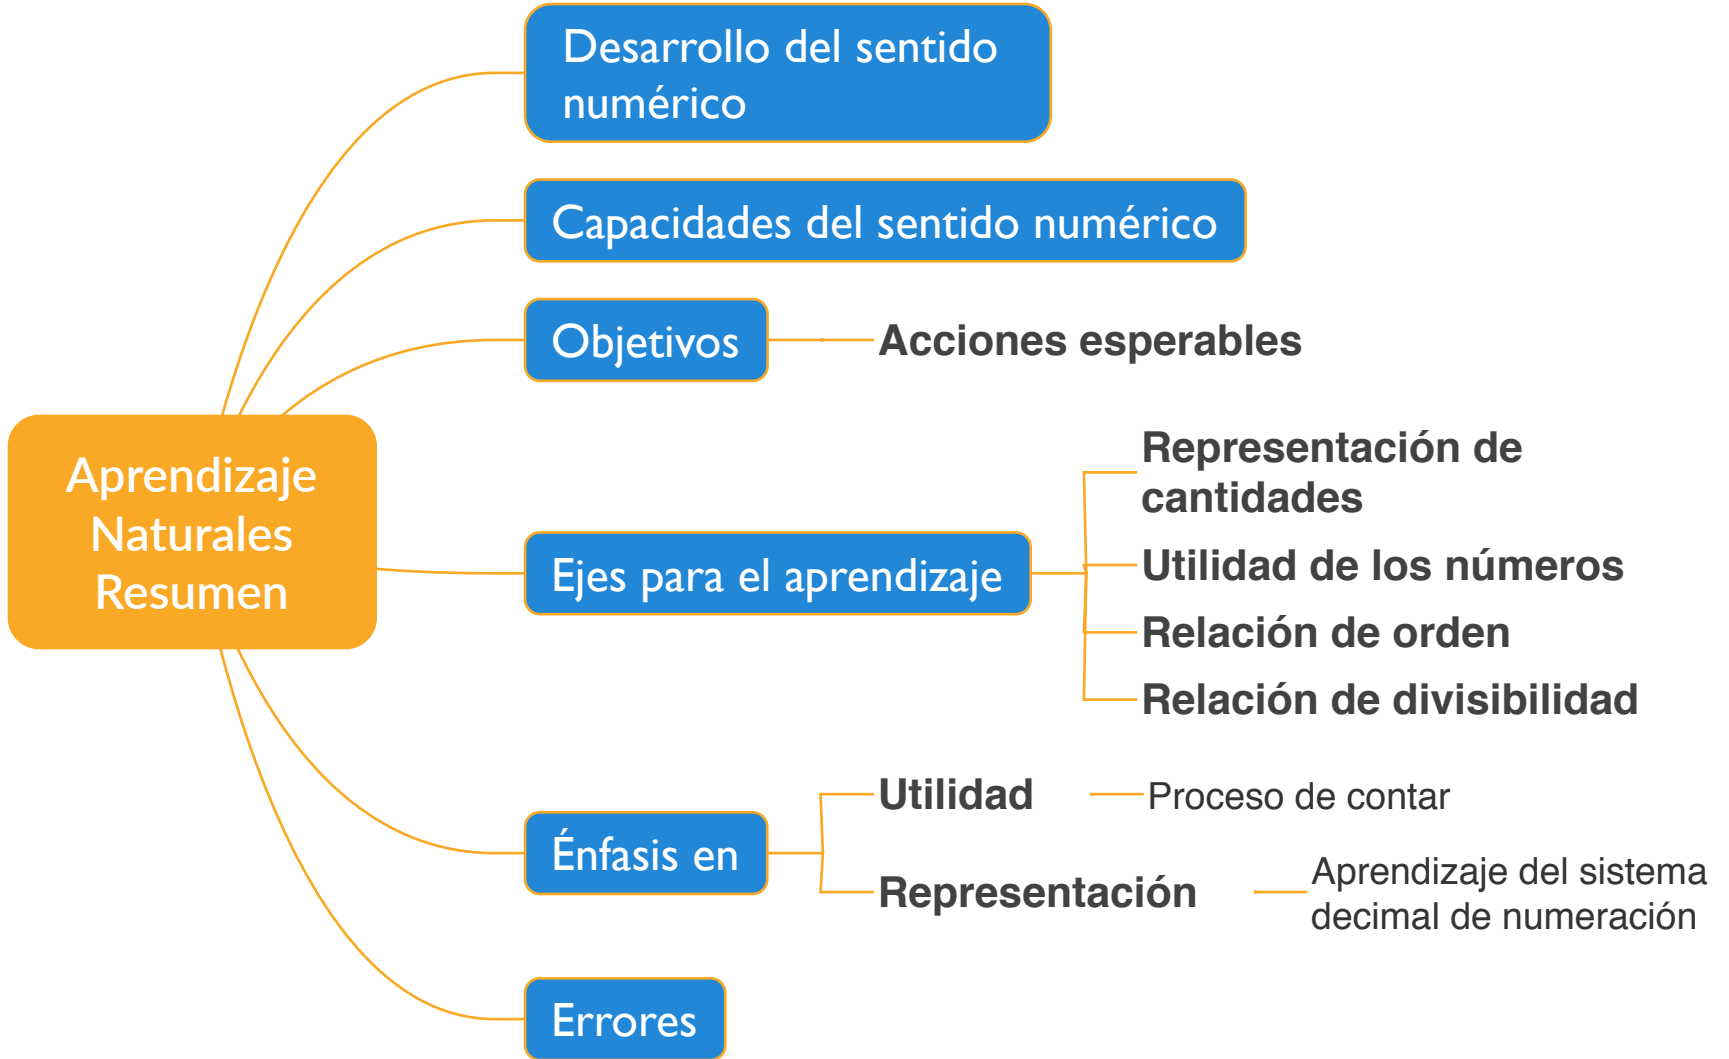 Desarrollo del sentido
numérico
Capacidades del sentido numérico
Objetivos
Acciones esperables
Aprendizaje
Naturales
Resumen
Ejes para el aprendizaje
Representación de
cantidades
Utilidad de los números
Relación de orden
Relación de divisibilidad
Énfasis en
Utilidad
Proceso de contar
Representación
Aprendizaje del sistema
decimal de numeración
Errores